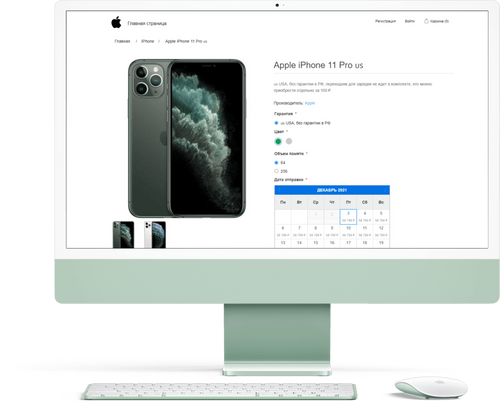 Главная страница
Регистрация Войти Корзина (0)
Главная / iPhone / Apple iPhone 11 Pro US
Apple iPhone 11 Pro US
us USA, без гарантии в РФ, переходник для зарядки не идет в комплекте, его можно
приобрести отдельно за 100 ₽
Производитель: Apple
Гарантия *
us USA, без гарантии в РФ
Цвет *
Объем памяти *
64
256
Дата отправки *
ДЕКАБРЬ 2021
Пн Вт Ср Чт Пт Сб Вс
1 2 3 4 5
6 7 8 9 10 11 12
13 14 15 16 17 18 19